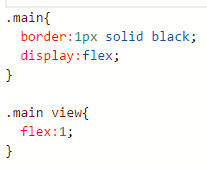 .main{
  border:1px solid black;
  display:flex;
}

.main view{
  flex:1;
}